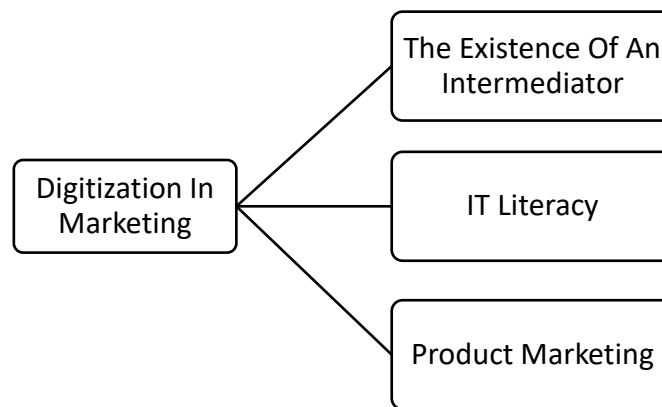 The Existence Of An
Intermediator
Digitization In
Marketing
IT Literacy
Product Marketing